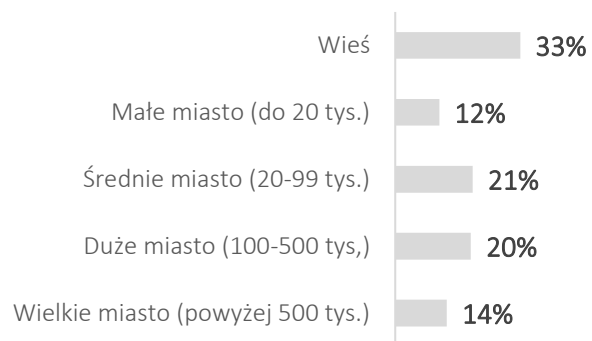 Wieś 33%
Małe miasto (do 20 tys.) 12%
Średnie miasto (20-99 tys.) 21%
Duże miasto (100-500 tys,) 20%
Wielkie miasto (powyżej 500 tys.) 14%